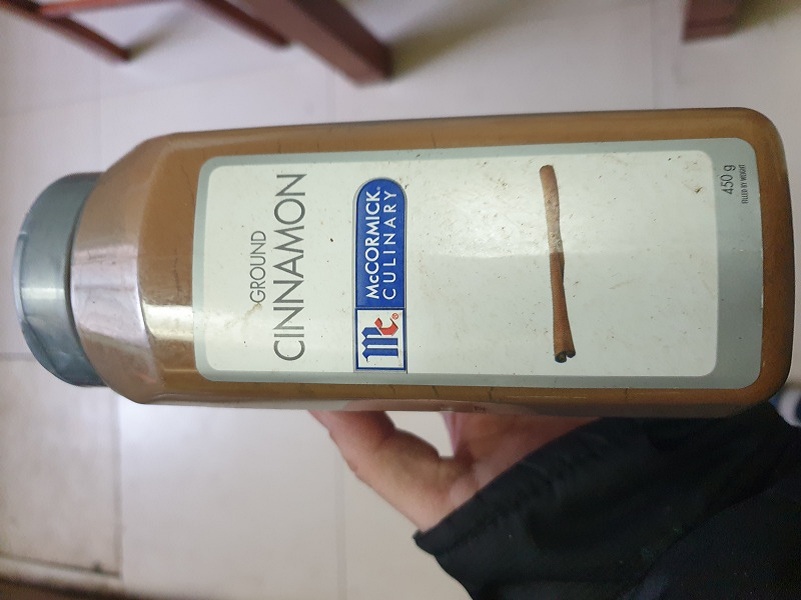 GROUND
CINNAMON
Mc®
McCORMICK®
CULINARY
450 g
FILLED BY WEIGHT